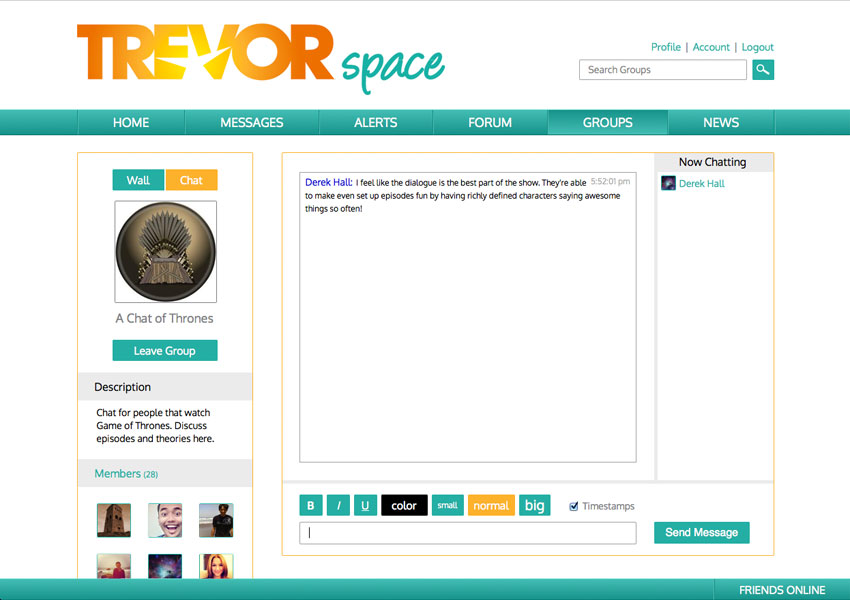 TREVOR space
Profile | Account | Logout
Search Groups
HOME MESSAGES ALERTS FORUM GROUPS NEWS
Wall Chat
A Chat of Thrones
Leave Group
Description
Chat for people that watch
Game of Thrones. Discuss
episodes and theories here.
Members (28)
Derek Hall: I feel like the dialogue is the best part of the show. They're able 5:52:01 pm
to make even set up episodes fun by having richly defined characters saying awesome
things so often!
Now Chatting
Derek Hall
B I U color small normal big Timestamps
Send Message
FRIENDS ONLINE